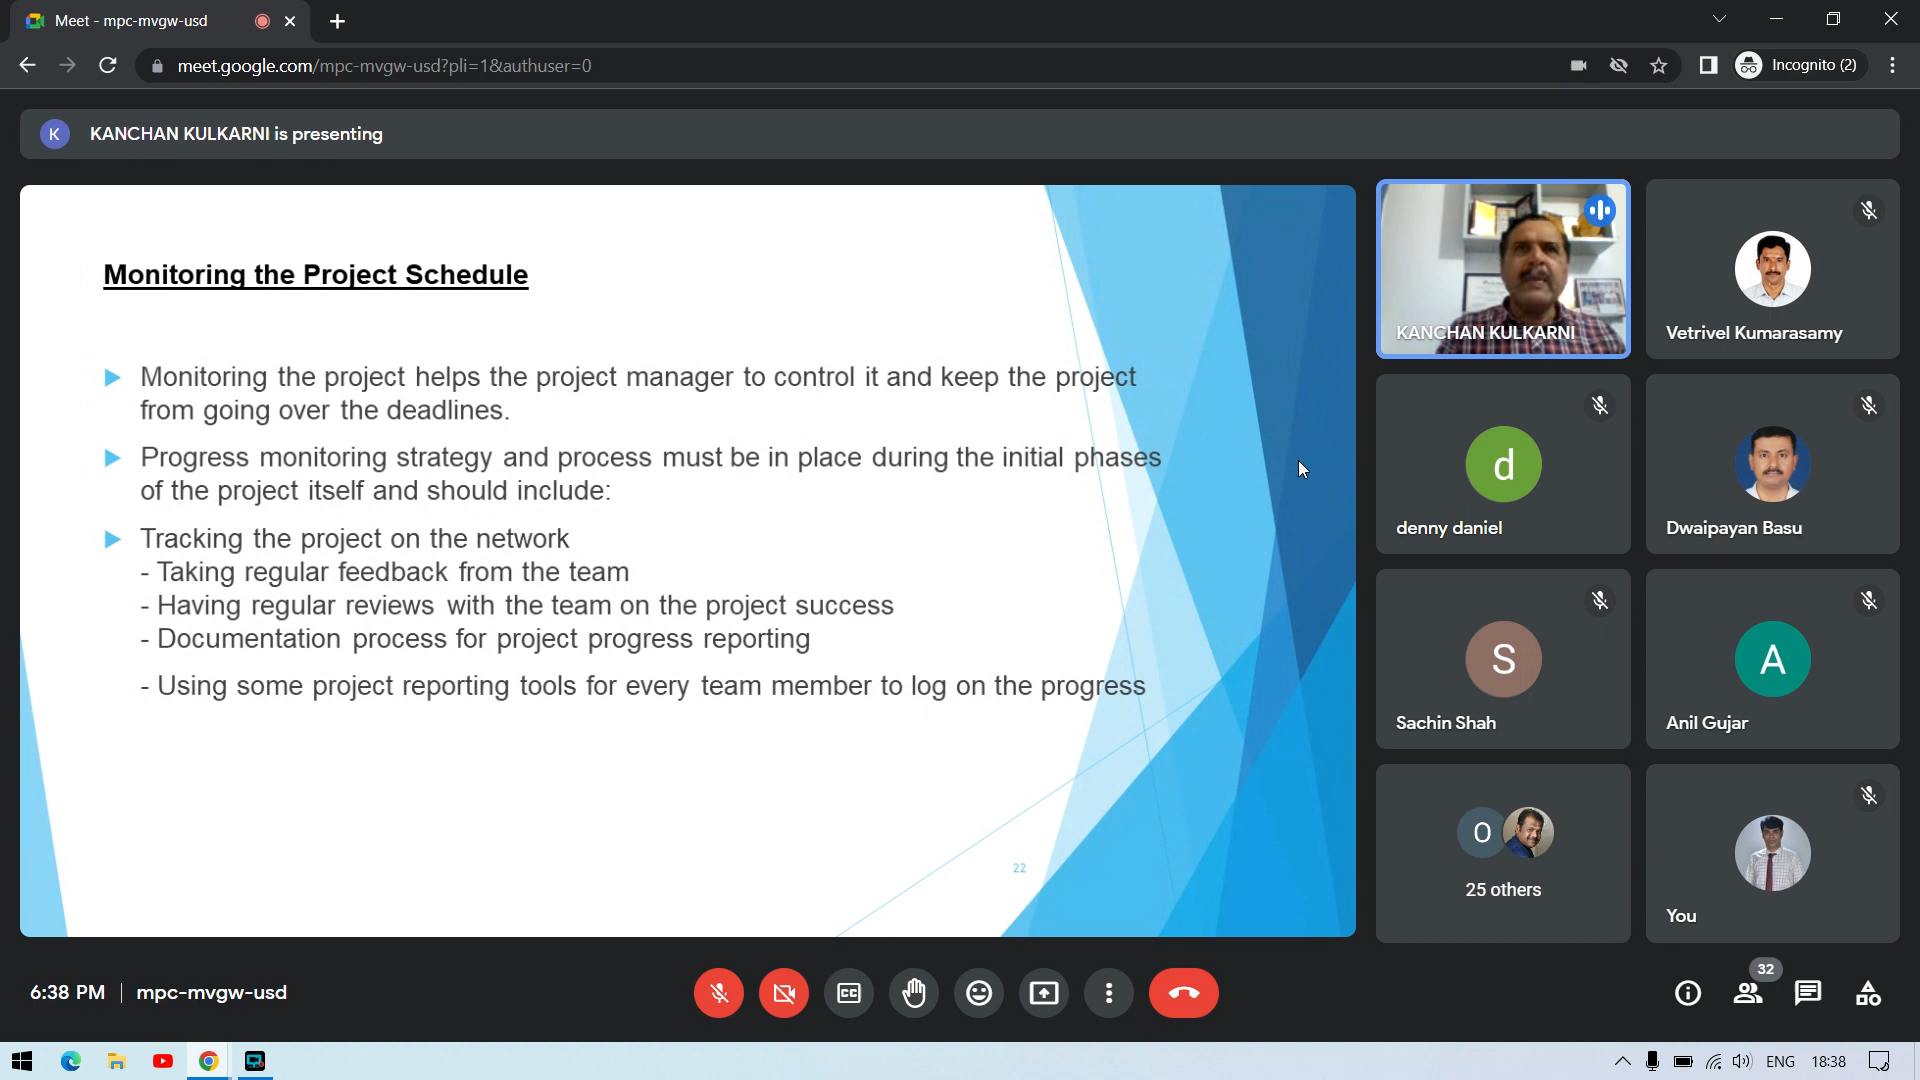 Meet - mpc-mvgw-usd
meet.google.com/mpc-mvgw-usd?pli=1&authuser=0
Incognito (2)
K
KANCHAN KULKARNI is presenting
Monitoring the Project Schedule
Monitoring the project helps the project manager to control it and keep the project
from going over the deadlines.
Progress monitoring strategy and process must be in place during the initial phases
of the project itself and should include:
Tracking the project on the network
- Taking regular feedback from the team
- Having regular reviews with the team on the project success
- Documentation process for project progress reporting
- Using some project reporting tools for every team member to log on the progress
22
KANCHAN KULKARNI
Vetrivel Kumarasamy
d
denny daniel
Dwaipayan Basu
S
Sachin Shah
A
Anil Gujar
O
25 others
You
6:38 PM | mpc-mvgw-usd
CC
32
ENG
18:38